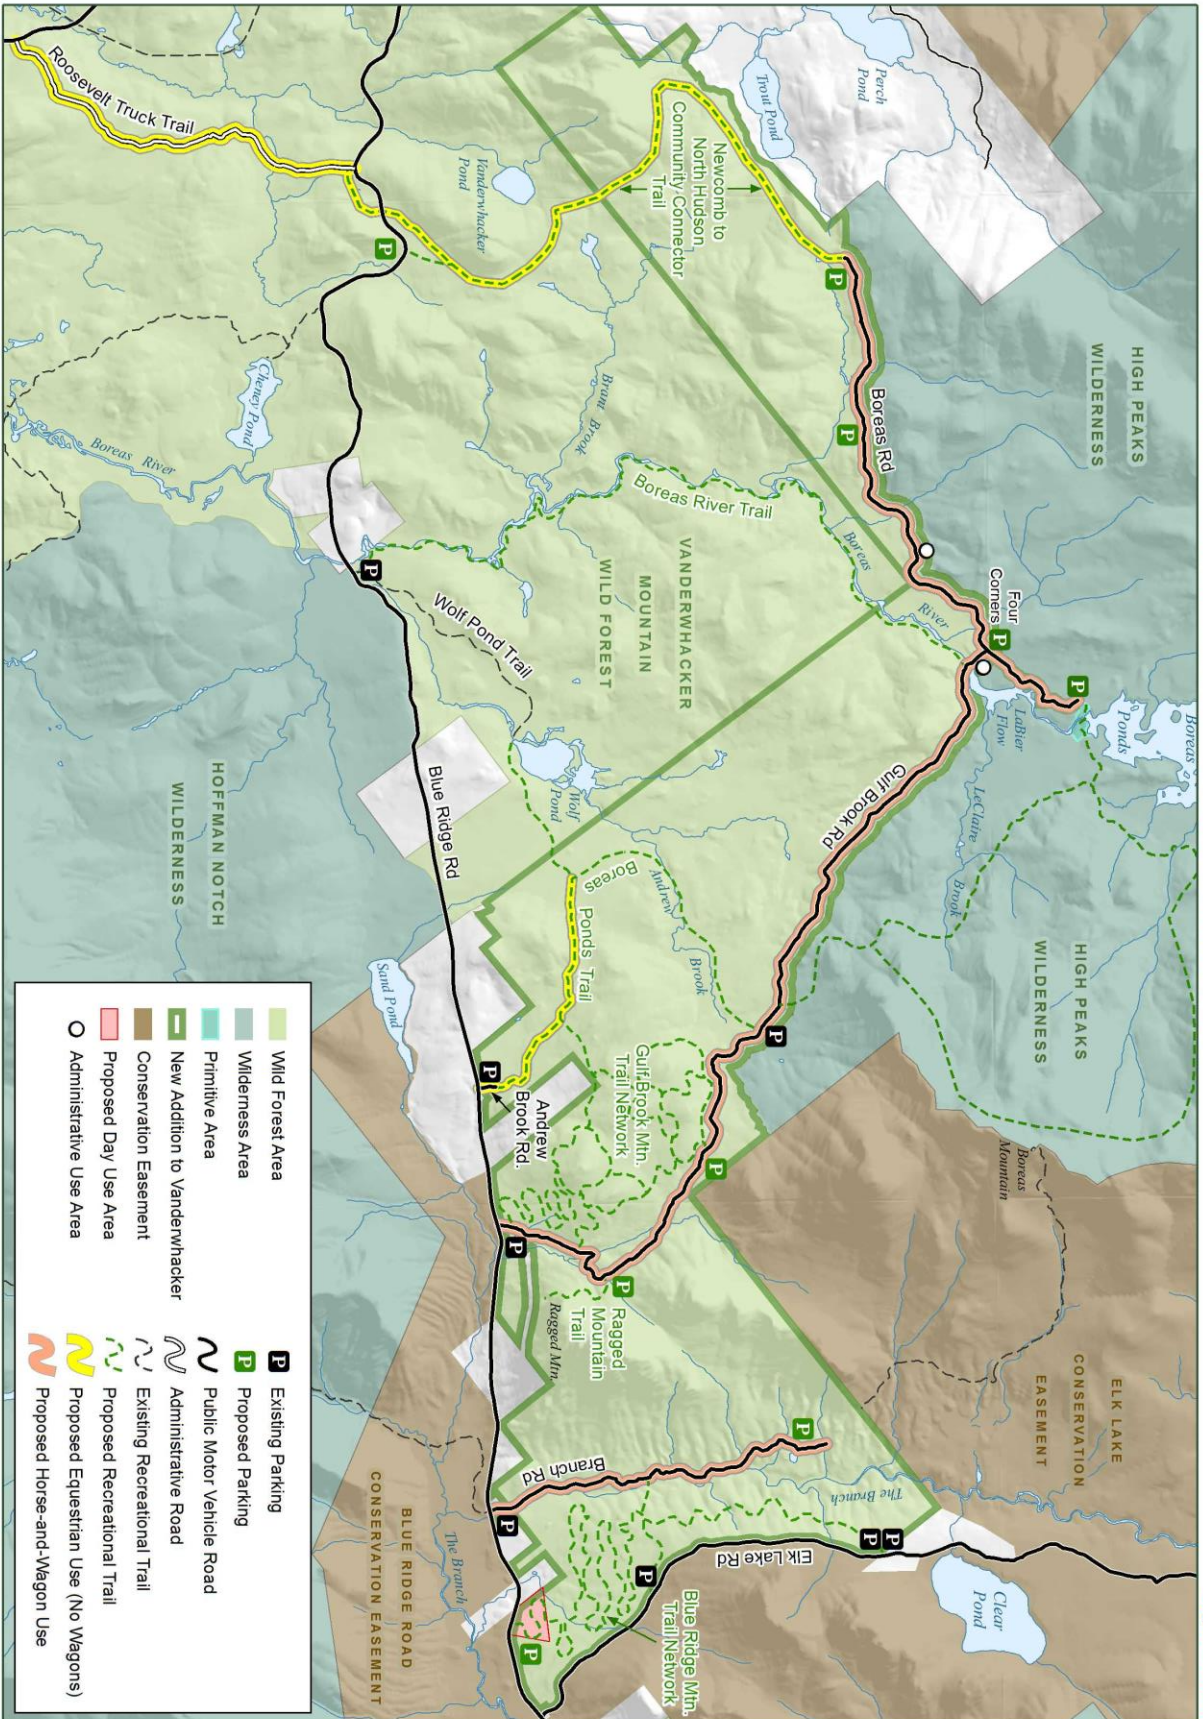 HIGH PEAKS
WILDERNESS
Perch
Pond
Trout Pond
Newcomb to
North Hudson
Community Connector
Trail
Roosevelt Truck Trail
Vanderwhacker
Pond
P
P
Boreas Rd
P
Four
Corners
P
P
Boreas
Ponds
LaBier
Flow
LeClaire
Brook
Gulf Brook Rd
HIGH PEAKS
WILDERNESS
Boreas
Mountain
ELK LAKE
CONSERVATION
EASEMENT
Clear
Pond
Brant Brook
Boreas River Trail
Boreas
River
VANDERWHACKER
MOUNTAIN
WILD FOREST
Cheney Pond
Boreas River
P
Wolf Pond Trail
Wolf
Pond
Boreas
Ponds Trail
Andrew
Brook
P
Gulf Brook Mtn.
Trail Network
P
P
Ragged
Mountain
Trail
Ragged Mtn.
P
Andrew
Brook Rd.
P
P
Branch Rd
The Branch
P
P
P
Elk Lake Rd
P
Blue Ridge Mtn.
Trail Network
P
P
Blue Ridge Rd
HOFFMAN NOTCH
WILDERNESS
Sand Pond
The Branch
BLUE RIDGE ROAD
CONSERVATION EASEMENT
Wild Forest Area
Wilderness Area
Primitive Area
New Addition to Vanderwhacker
Conservation Easement
Proposed Day Use Area
Administrative Use Area
P Existing Parking
P Proposed Parking
Public Motor Vehicle Road
Administrative Road
Existing Recreational Trail
Proposed Recreational Trail
Proposed Equestrian Use (No Wagons)
Proposed Horse-and-Wagon Use